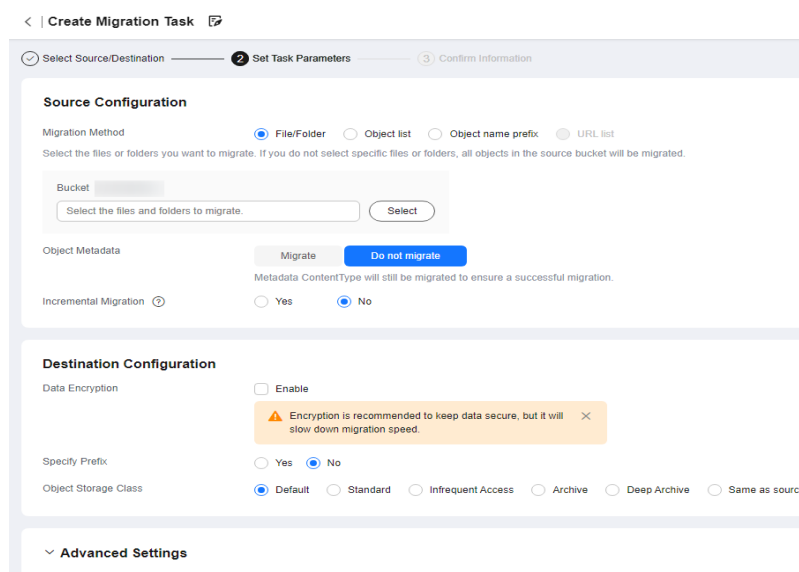 Create Migration Task
Select Source/Destination 2 Set Task Parameters 3 Confirm Information
Source Configuration
Migration Method File/Folder Object list Object name prefix URL list
Select the files or folders you want to migrate. If you do not select specific files or folders, all objects in the source bucket will be migrated.
Bucket
Select the files and folders to migrate. Select
Object Metadata Migrate Do not migrate
Metadata ContentType will still be migrated to ensure a successful migration.
Incremental Migration ? Yes No
Destination Configuration
Data Encryption Enable
Encryption is recommended to keep data secure, but it will
slow down migration speed.
Specify Prefix Yes No
Object Storage Class Default Standard Infrequent Access Archive Deep Archive Same as sourc
Advanced Settings